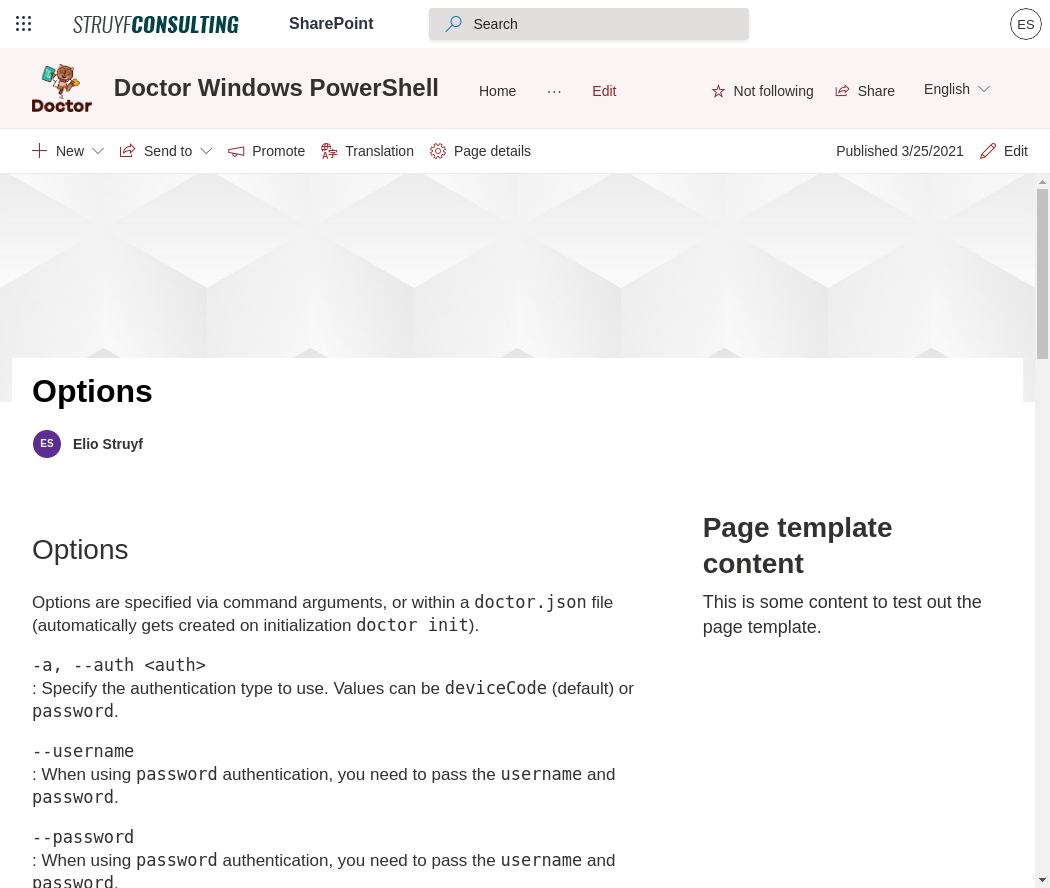 STRUYFCONSULTING SharePoint Search ES
Doctor Doctor Windows PowerShell Home ... Edit Not following Share English
New Send to Promote Translation Page details Published 3/25/2021 Edit
Options
ES Elio Struyf
Options
Options are specified via command arguments, or within a doctor.json file
(automatically gets created on initialization doctor init).
-a, --auth <auth>
: Specify the authentication type to use. Values can be deviceCode (default) or
password.
--username
: When using password authentication, you need to pass the username and
password.
--password
: When using password authentication, you need to pass the username and
password.
Page template
content
This is some content to test out the
page template.